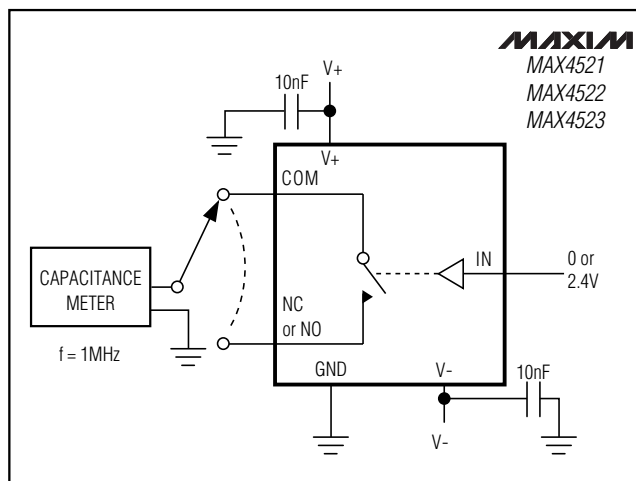 MAXIM
MAX4521
MAX4522
MAX4523
V+
10nF
V+
COM
IN
0 or
2.4V
CAPACITANCE
METER
NC
or NO
f = 1MHz
GND
V-
10nF
V-